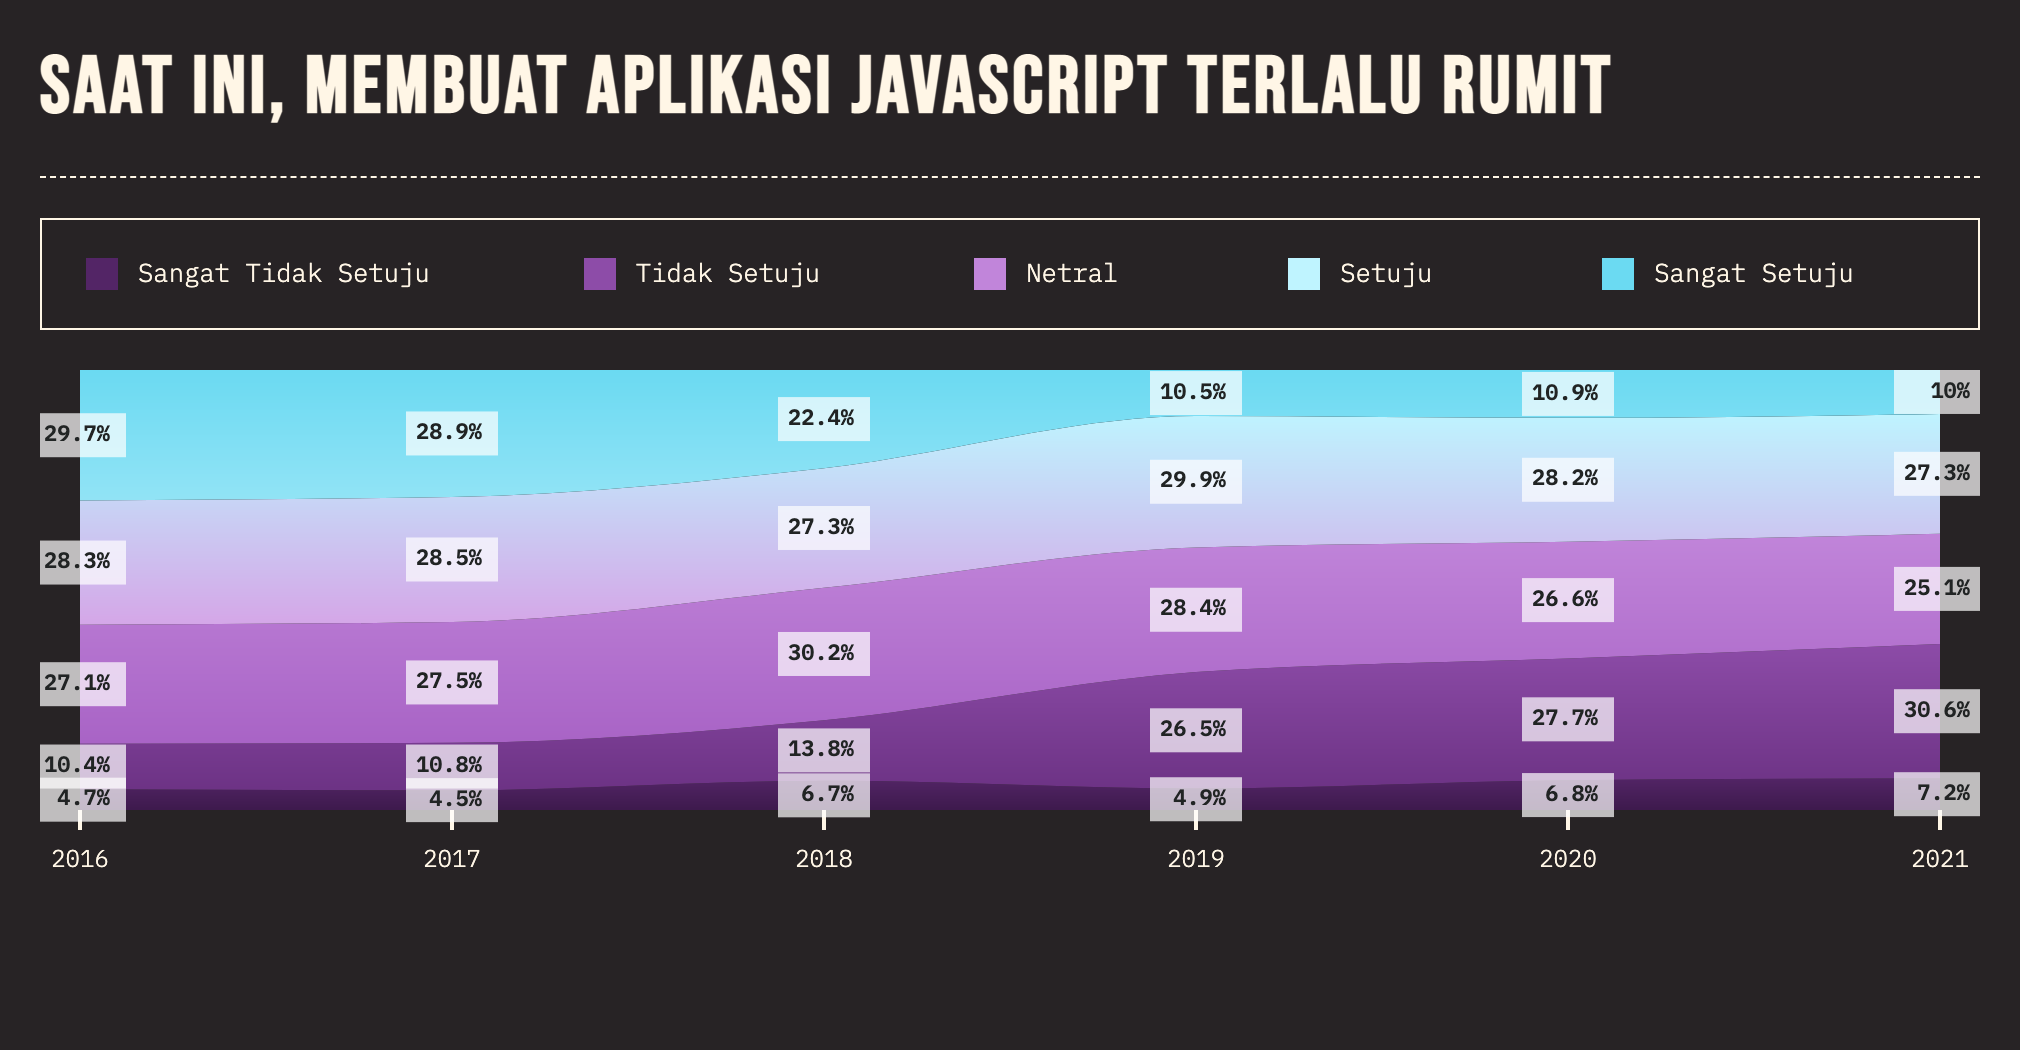 SAAT INI, MEMBUAT APLIKASI JAVASCRIPT TERLALU RUMIT
Sangat Tidak Setuju Tidak Setuju Netral Setuju Sangat Setuju
10.5% 10.9% 10%
29.7% 28.9% 22.4%
29.9% 28.2% 27.3%
28.3% 28.5% 27.3%
28.4% 26.6% 25.1%
27.1% 27.5% 30.2%
26.5% 27.7% 30.6%
10.4% 10.8% 13.8%
4.7% 4.5% 6.7% 4.9% 6.8% 7.2%
2016 2017 2018 2019 2020 2021